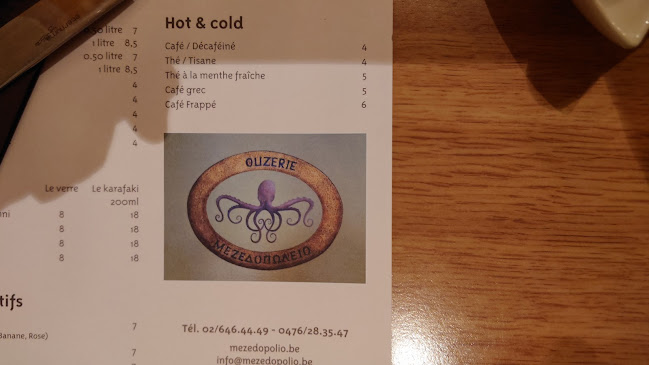 0.50 litre 7
1 litre 8,5
0.50 litre 7
1 litre 8,5
4
4
4
4
4
Le verre Le karafaki
200ml
8 18
8 18
8 18
8 18
tifs
7
Banane, Rose)
7
7
Hot & cold
Café / Décaféiné 4
Thé / Tisane 4
Thé à la menthe fraîche 5
Café grec 5
Café Frappé 6
OUZERIE
ΜΕΖΕΔΟΠΩΛΕΙΟ
Tél. 02/646.44.49 - 0476/28.35.47
mezedopolio.be
info@mezedopolio.be